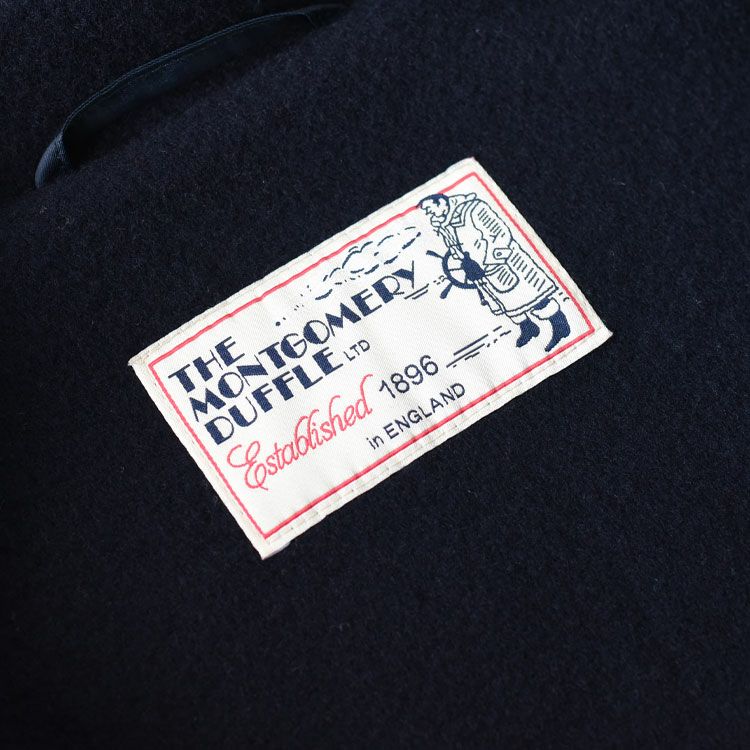 THE
MONTGOMERY
DUFFLE LTD
Established 1896
in ENGLAND